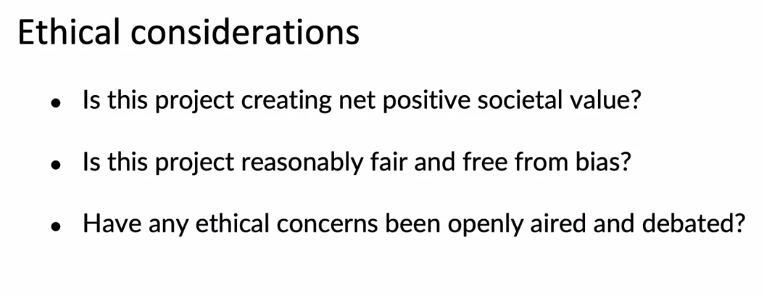 Ethical considerations
• Is this project creating net positive societal value?
• Is this project reasonably fair and free from bias?
• Have any ethical concerns been openly aired and debated?